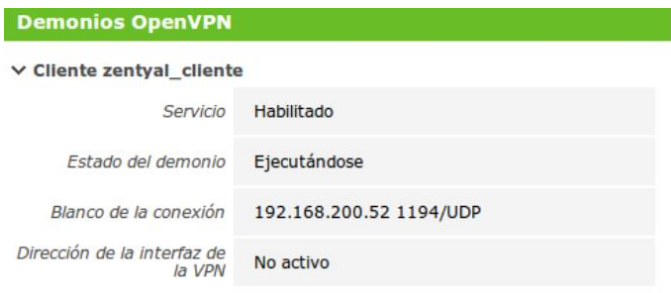 Demonios OpenVPN
Cliente zentyal_cliente
Servicio Habilitado
Estado del demonio Ejecutándose
Blanco de la conexión 192.168.200.52 1194/UDP
Dirección de la interfaz de
la VPN No activo